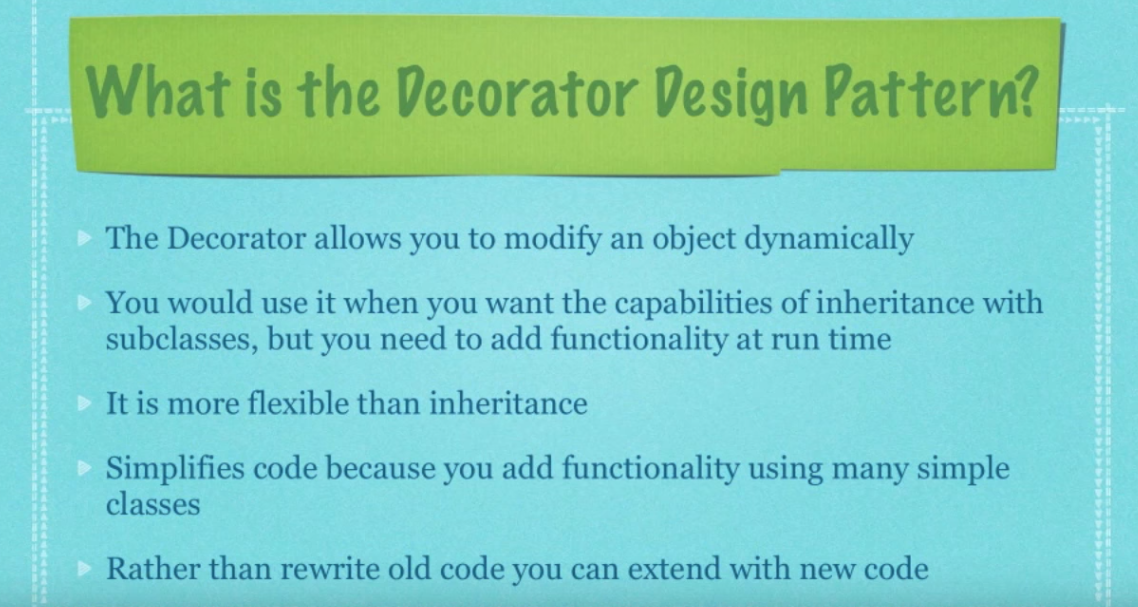 What is the Decorator Design Pattern?
The Decorator allows you to modify an object dynamically
You would use it when you want the capabilities of inheritance with
subclasses, but you need to add functionality at run time
It is more flexible than inheritance
Simplifies code because you add functionality using many simple
classes
Rather than rewrite old code you can extend with new code